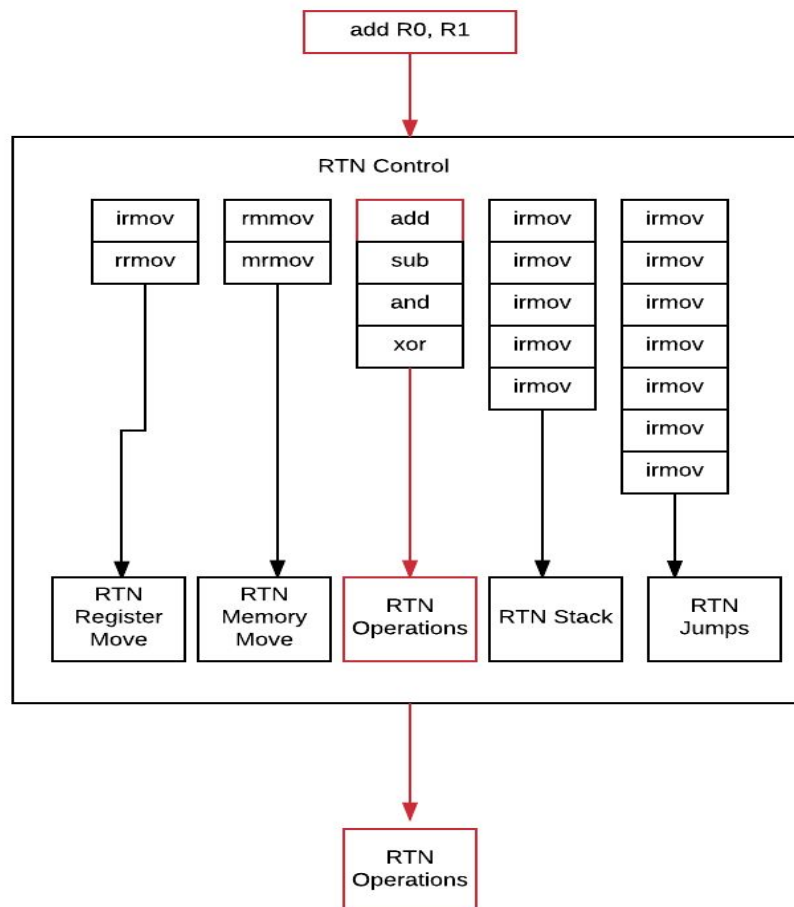 add R0, R1
RTN Control
irmov
rrmov
rmmov
mrmov
add
sub
and
xor
irmov
irmov
irmov
irmov
irmov
irmov
irmov
irmov
irmov
irmov
irmov
irmov
RTN
Register
Move
RTN
Memory
Move
RTN
Operations
RTN Stack
RTN
Jumps
RTN
Operations